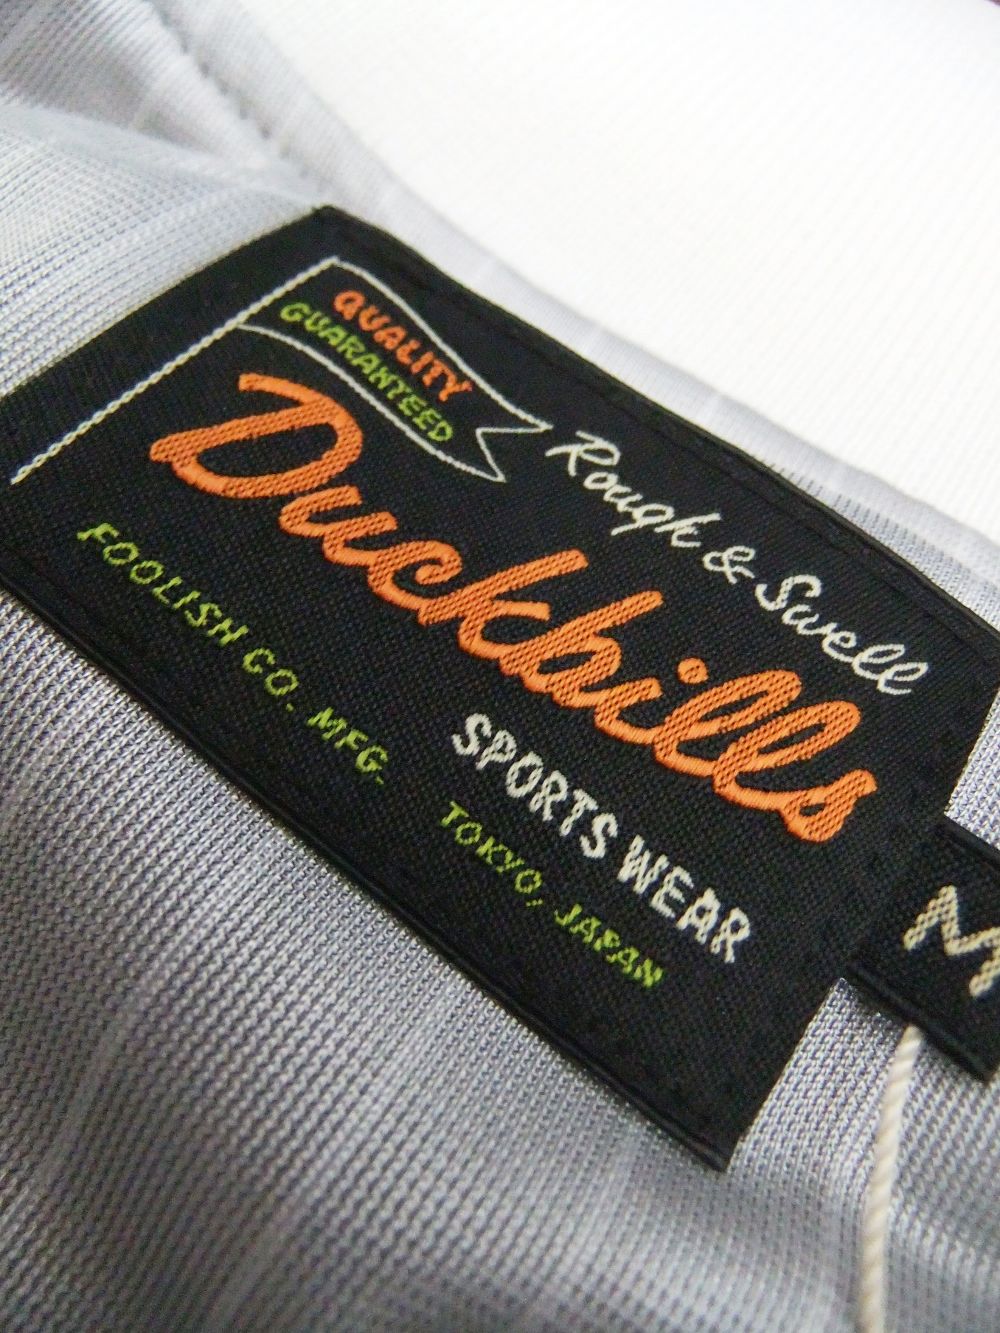 QUALITY
GUARANTEED
Rough & Swell
Duckbills
SPORTS WEAR
FOOLISH CO. MFG.
TOKYO, JAPAN
M